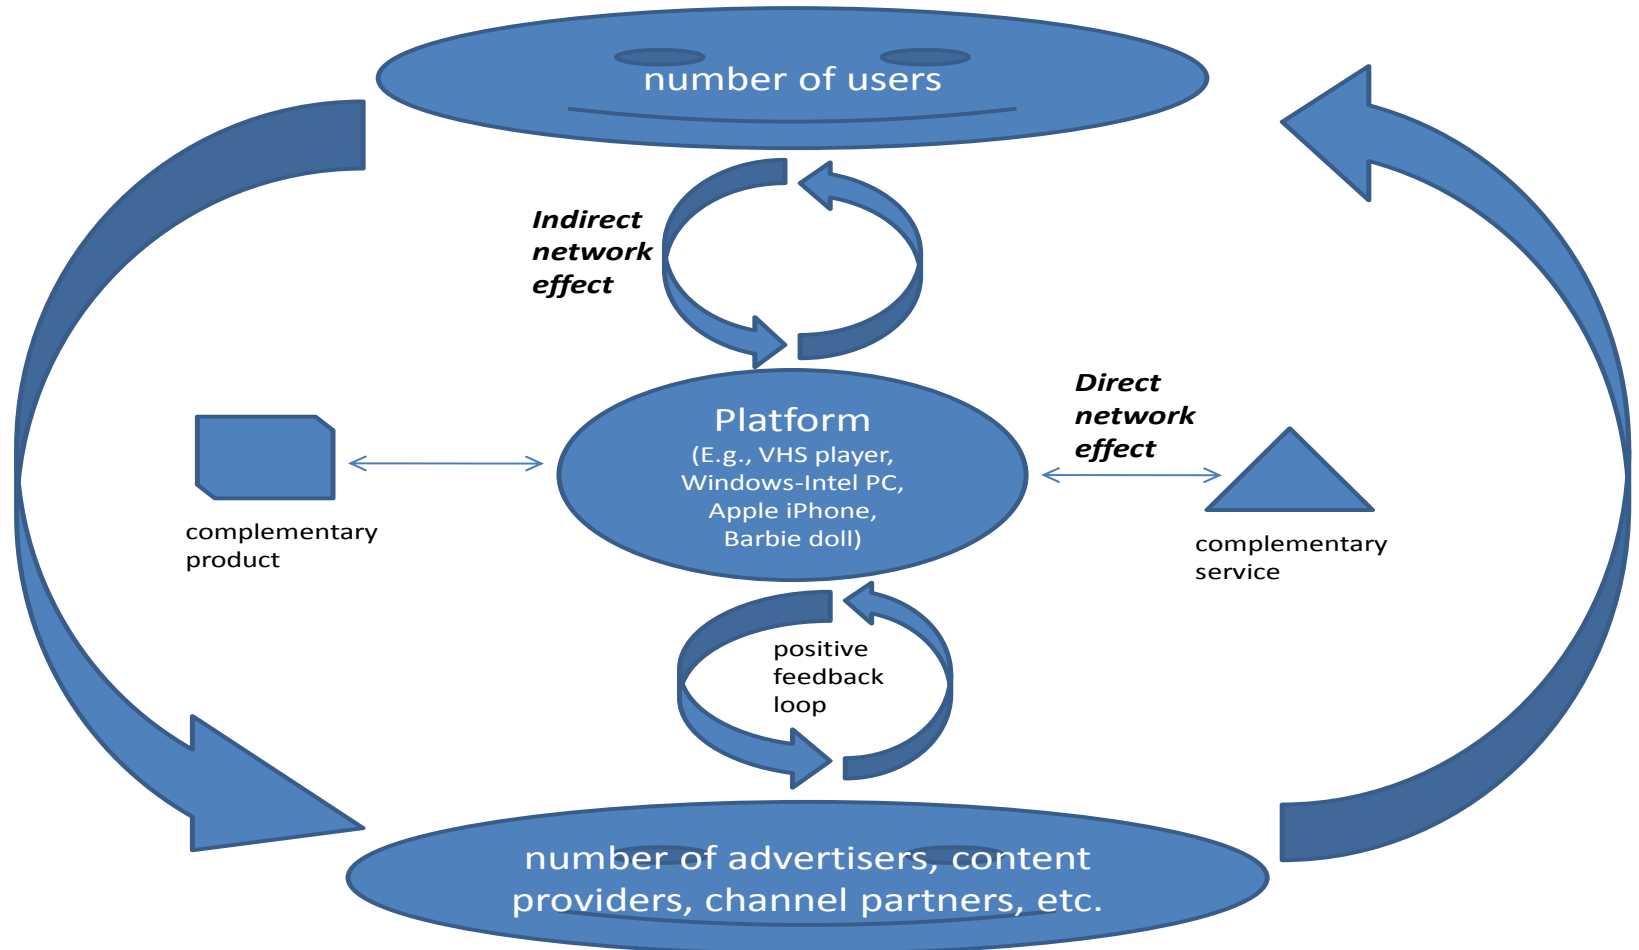 number of users
Indirect
network
effect
Direct
network
effect
Platform
(E.g., VHS player,
Windows-Intel PC,
Apple iPhone,
Barbie doll)
complementary
product
complementary
service
positive
feedback
loop
number of advertisers, content
providers, channel partners, etc.